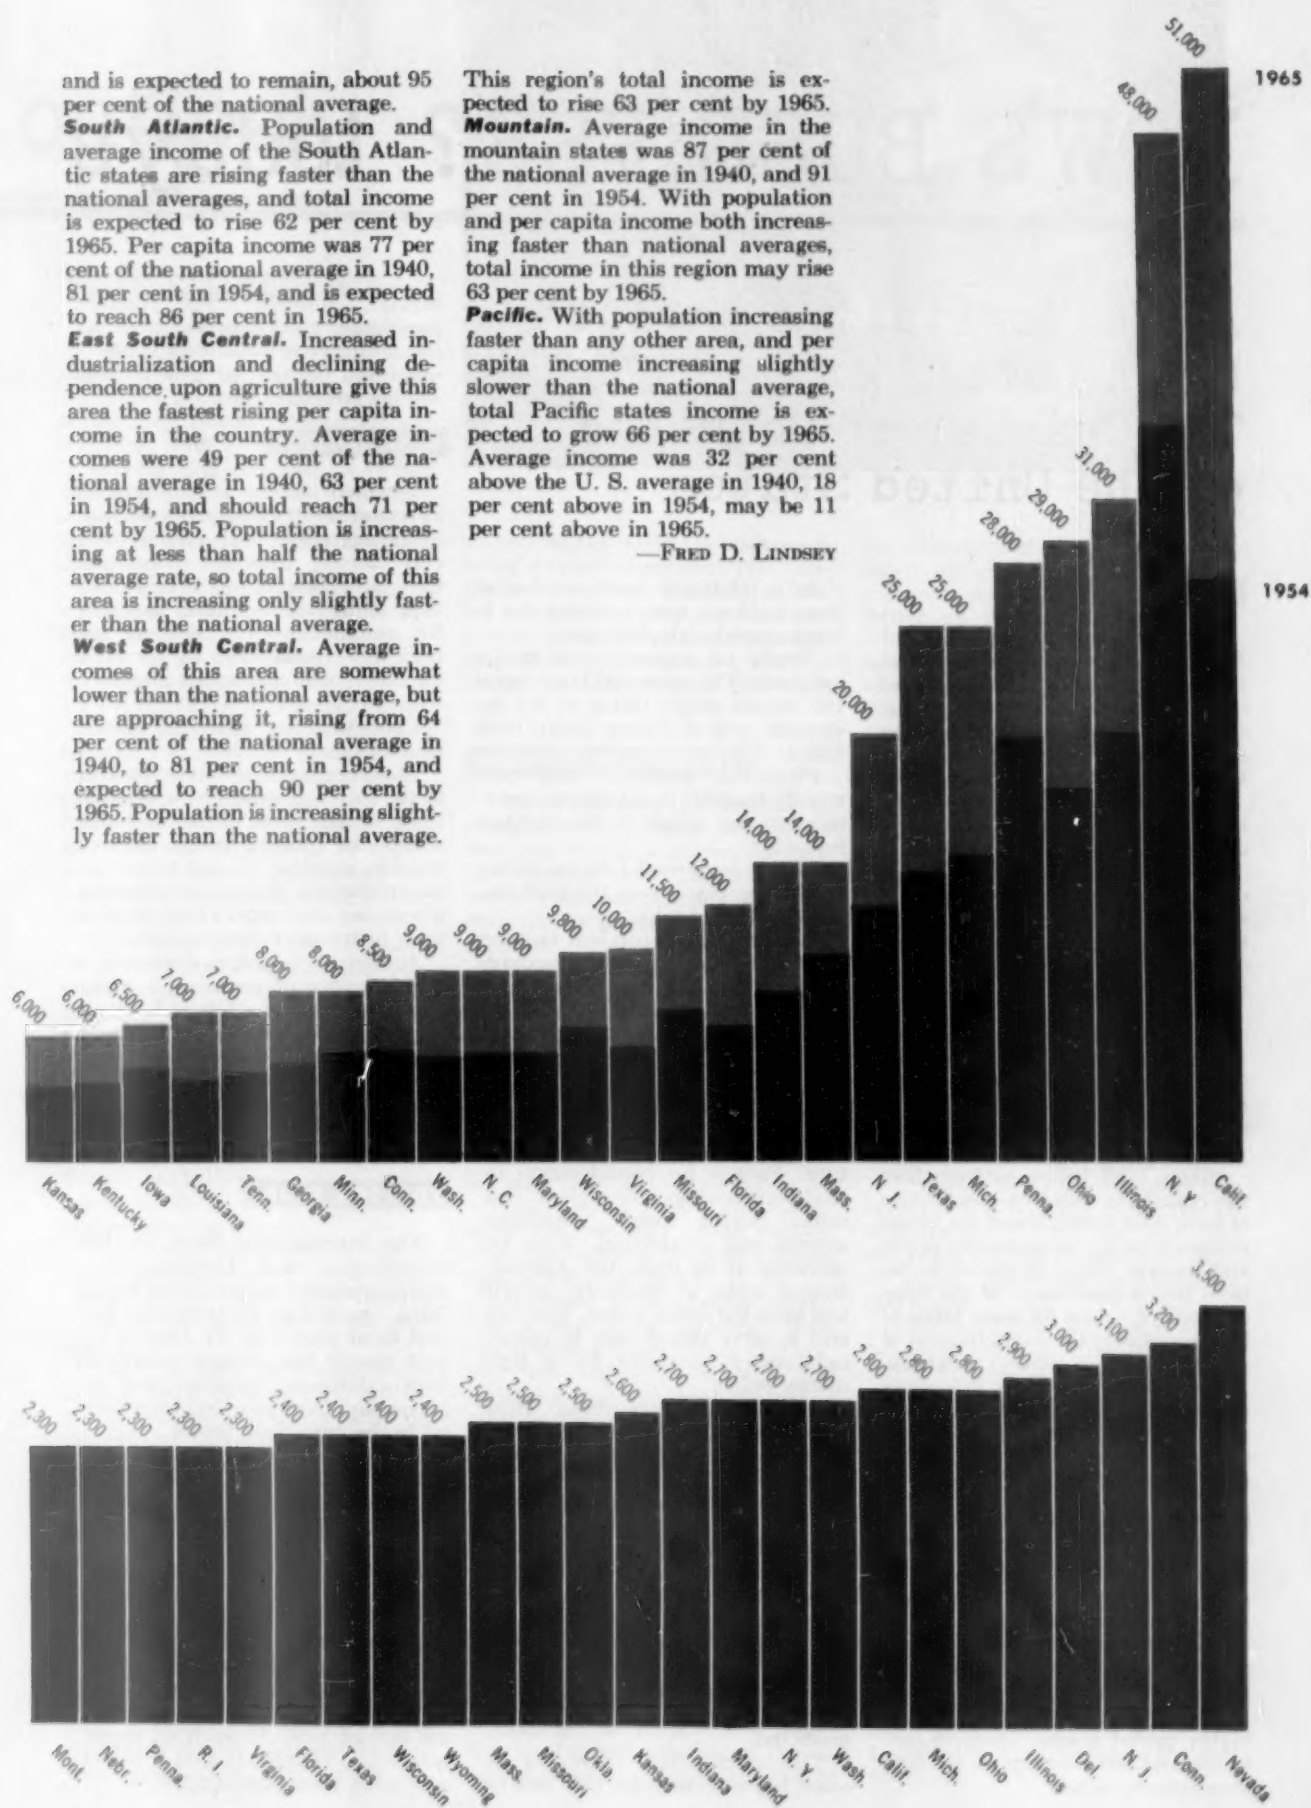 and is expected to remain, about 95
per cent of the national average.
South Atlantic. Population and
average income of the South Atlan-
tic states are rising faster than the
national averages, and total income
is expected to rise 62 per cent by
1965. Per capita income was 77 per
cent of the national average in 1940,
81 per cent in 1954, and is expected
to reach 86 per cent in 1965.
East South Central. Increased in-
dustrialization and declining de-
pendence upon agriculture give this
area the fastest rising per capita in-
come in the country. Average in-
comes were 49 per cent of the na-
tional average in 1940, 63 per cent
in 1954, and should reach 71 per
cent by 1965. Population is increas-
ing at less than half the national
average rate, so total income of this
area is increasing only slightly fast-
er than the national average.
West South Central. Average in-
comes of this area are somewhat
lower than the national average, but
are approaching it, rising from 64
per cent of the national average in
1940, to 81 per cent in 1954, and
expected to reach 90 per cent by
1965. Population is increasing slight-
ly faster than the national average.
This region's total income is ex-
pected to rise 63 per cent by 1965.
Mountain. Average income in the
mountain states was 87 per cent of
the national average in 1940, and 91
per cent in 1954. With population
and per capita income both increas-
ing faster than national averages,
total income in this region may rise
63 per cent by 1965.
Pacific. With population increasing
faster than any other area, and per
capita income increasing slightly
slower than the national average,
total Pacific states income is ex-
pected to grow 66 per cent by 1965.
Average income was 32 per cent
above the U. S. average in 1940, 18
per cent above in 1954, may be 11
per cent above in 1965.
—FRED D. LINDSEY
1965
1954
6,000
6,000
6,500
7,000
7,000
8,000
8,000
8,500
9,000
9,000
9,000
9,800
10,000
11,500
12,000
14,000
14,000
20,000
25,000
25,000
28,000
29,000
31,000
48,000
51,000
Kansas
Kentucky
Iowa
Louisiana
Tenn.
Georgia
Minn.
Conn.
Wash.
N. C.
Maryland
Wisconsin
Virginia
Missouri
Florida
Indiana
Mass.
N J.
Texas
Mich.
Penna.
Ohio
Illinois
N. Y
Calif.
2,300
2,300
2,300
2,300
2,300
2,400
2,400
2,400
2,400
2,500
2,500
2,500
2,600
2,700
2,700
2,700
2,700
2,800
2,800
2,800
2,900
3,000
3,100
3,200
3,500
Mont.
Nebr.
Penna.
R. I.
Virginia
Florida
Texas
Wisconsin
Wyoming
Mass.
Missouri
Okla.
Kansas
Indiana
Maryland
N. Y.
Wash.
Calif.
Mich.
Ohio
Illinois
Del.
N J.
Conn.
Nevada